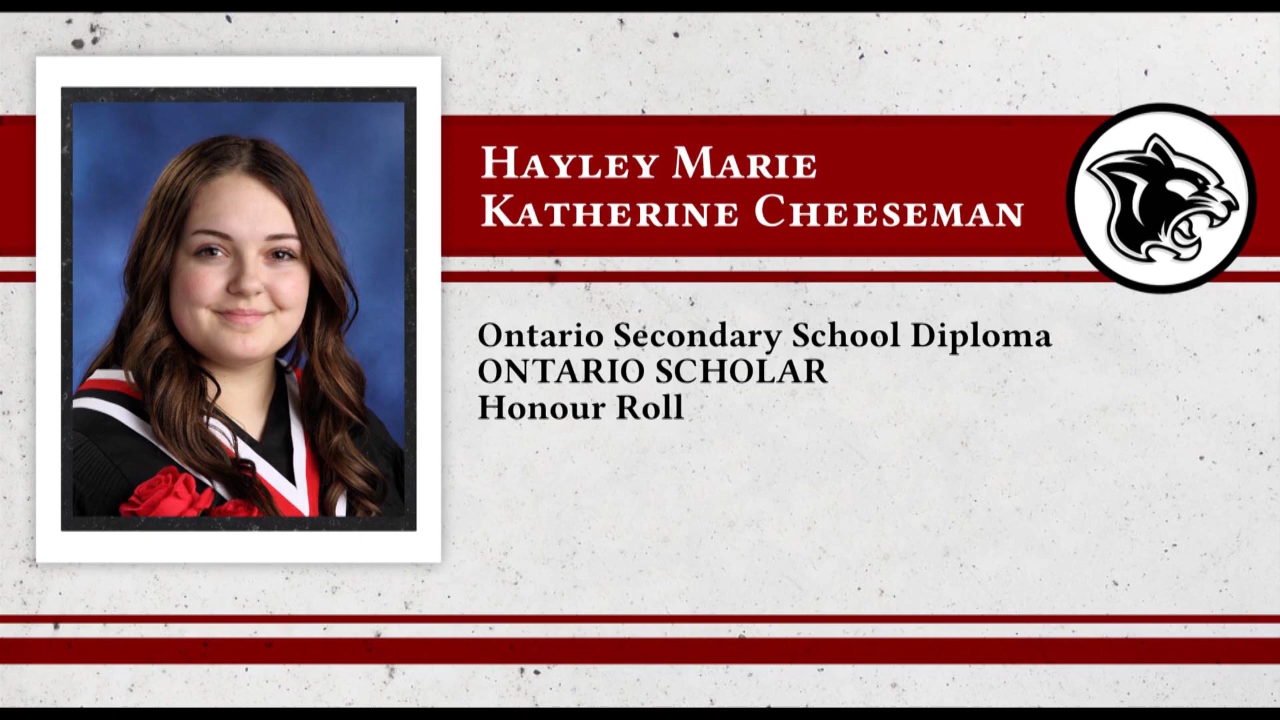 Hayley Marie
Katherine Cheeseman
Ontario Secondary School Diploma
ONTARIO SCHOLAR
Honour Roll